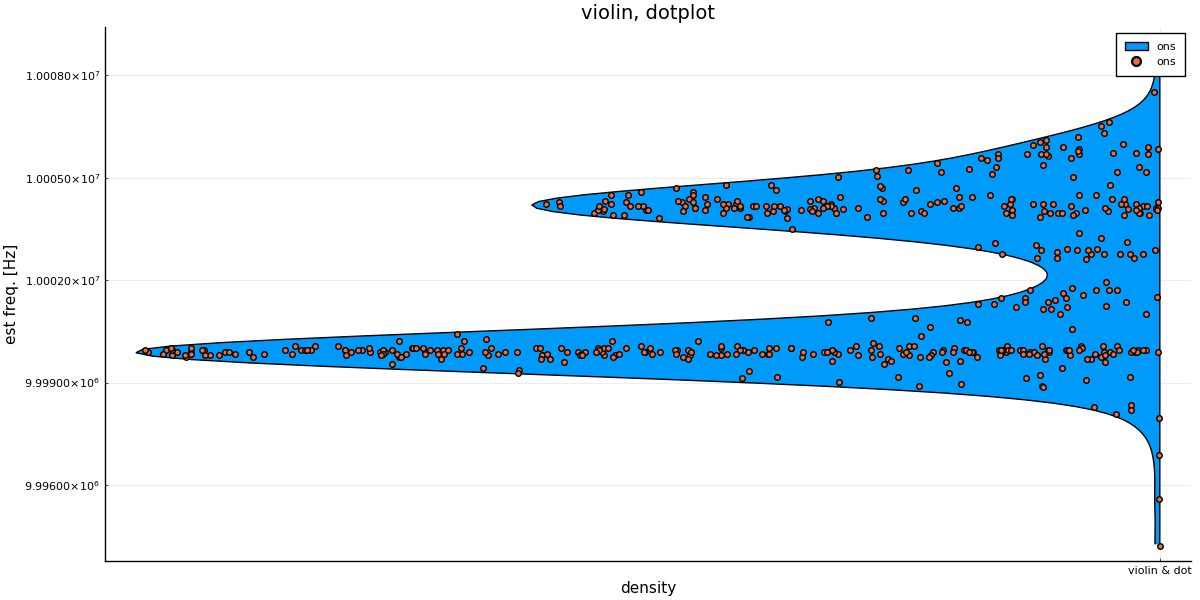 violin, dotplot
ons
ons
1.00080×10⁷
1.00050×10⁷
1.00020×10⁷
9.99900×10⁶
9.99600×10⁶
est freq. [Hz]
violin & dot
density